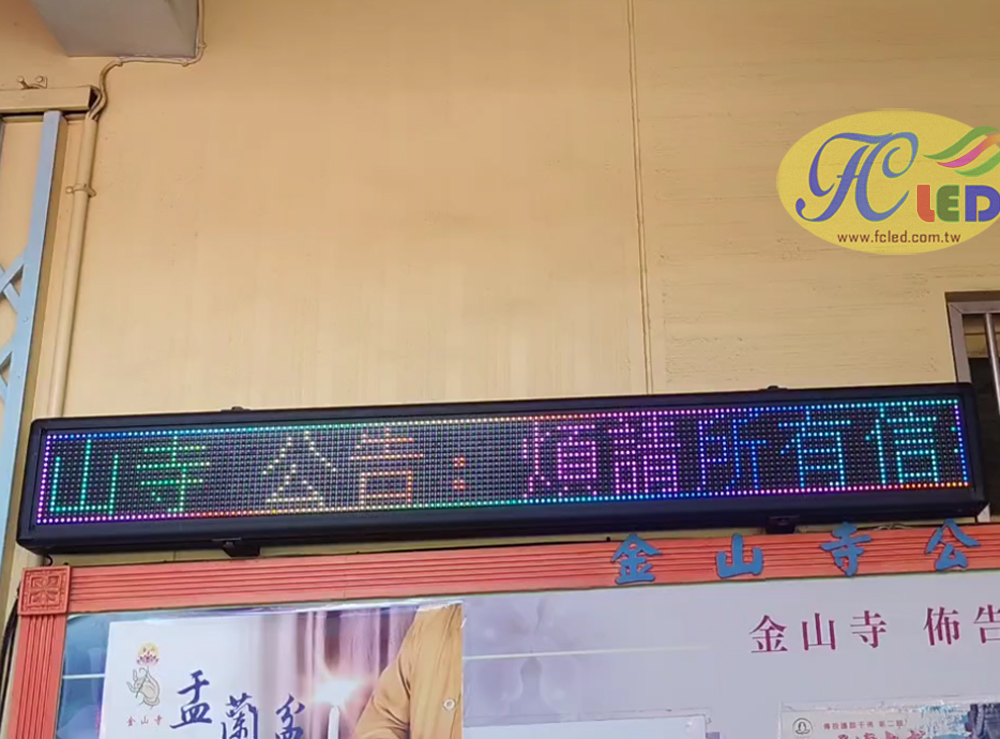 FC LED
www.fcled.com.tw
山寺 公告：煩請所有信
金山寺公
金山寺 佈告
盂蘭盆
金山寺